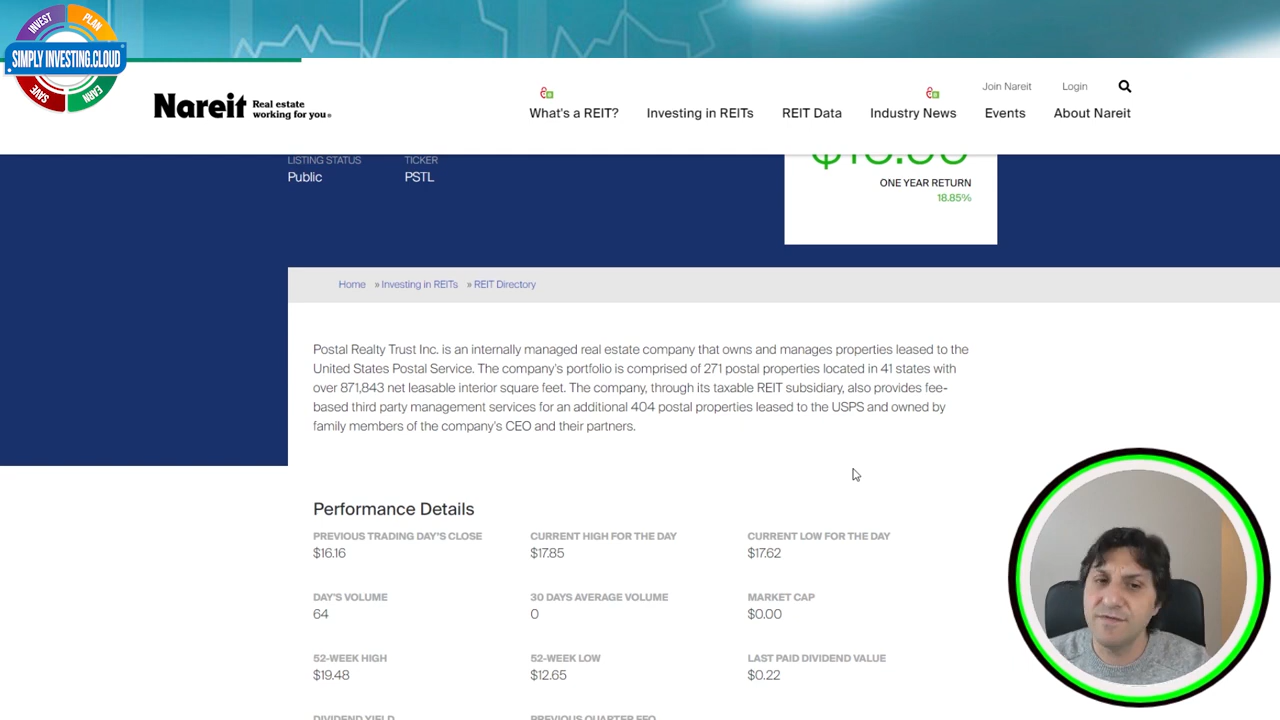 INVEST
PLAN
SIMPLY INVESTING.CLOUD
SAVE
EARN
Nareit
Real estate
working for you.
Join Nareit
Login
What's a REIT?
Investing in REITs
REIT Data
Industry News
Events
About Nareit
LISTING STATUS
TICKER
Public
PSTL
ONE YEAR RETURN
18.85%
Home » Investing in REITs » REIT Directory
Postal Realty Trust Inc. is an internally managed real estate company that owns and manages properties leased to the
United States Postal Service. The company's portfolio is comprised of 271 postal properties located in 41 states with
over 871,843 net leasable interior square feet. The company, through its taxable REIT subsidiary, also provides fee-
based third party management services for an additional 404 postal properties leased to the USPS and owned by
family members of the company's CEO and their partners.
Performance Details
PREVIOUS TRADING DAY'S CLOSE
CURRENT HIGH FOR THE DAY
CURRENT LOW FOR THE DAY
$16.16
$17.85
$17.62
DAY'S VOLUME
30 DAYS AVERAGE VOLUME
MARKET CAP
64
0
$0.00
52-WEEK HIGH
52-WEEK LOW
LAST PAID DIVIDEND VALUE
$19.48
$12.65
$0.22
DIVIDEND YIELD
PREVIOUS QUARTER FFO